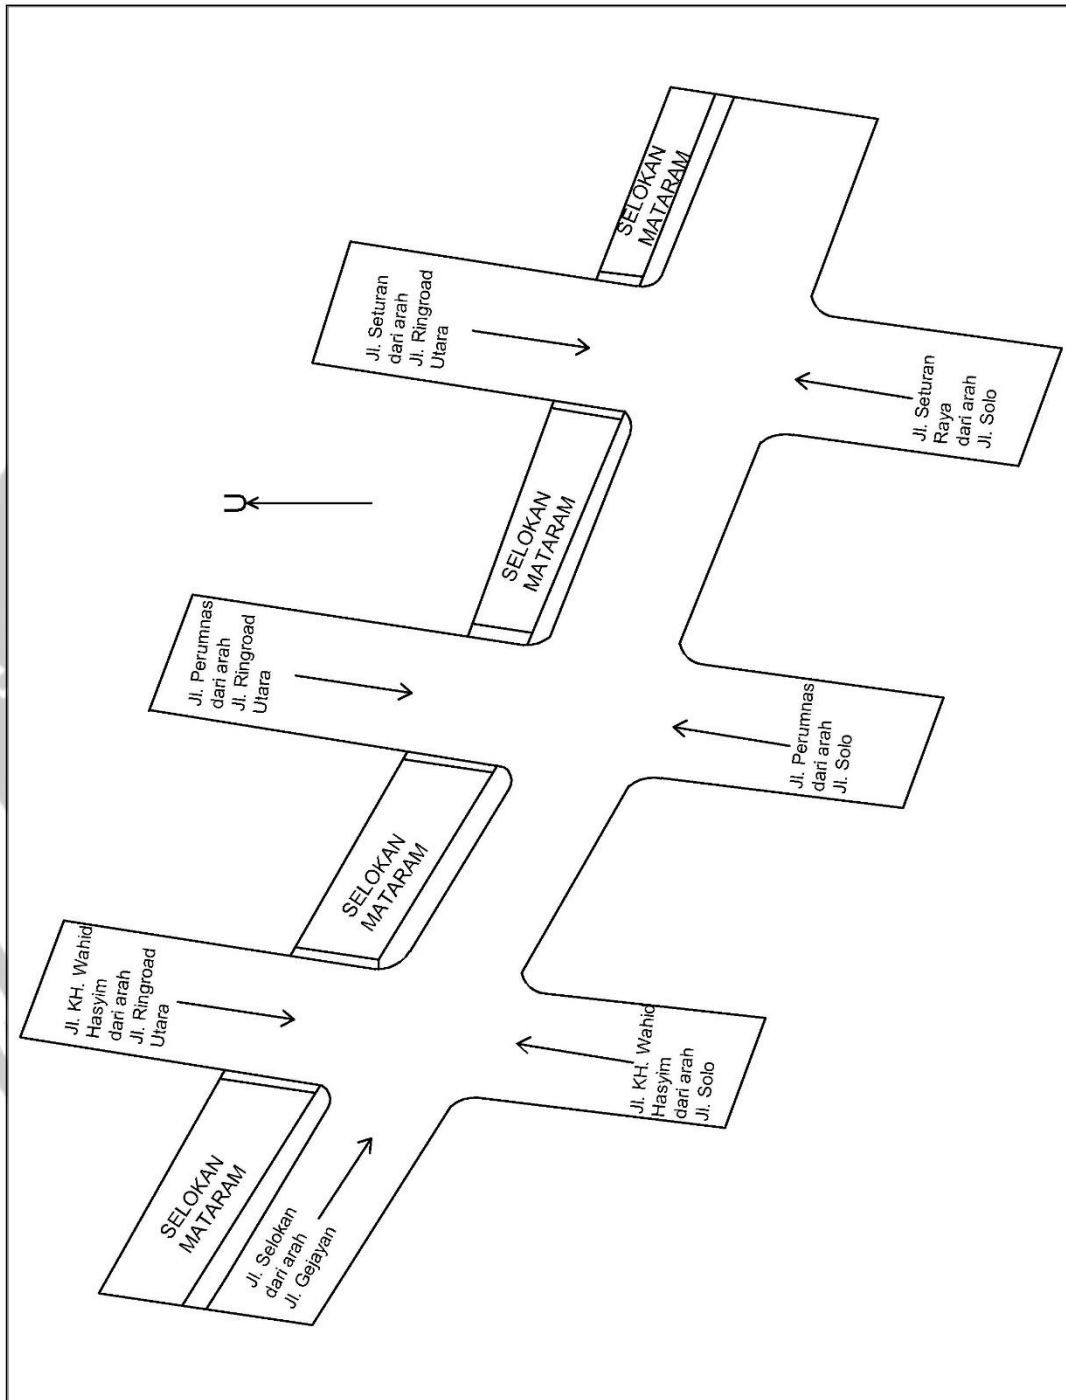 SELOKAN
MATARAM
Jl. Seturan
dari arah
Jl. Ringroad
Utara
Jl. Seturan
Raya
dari arah
Jl. Solo
U
SELOKAN
MATARAM
Jl. Perumnas
dari arah
Jl. Ringroad
Utara
Jl. Perumnas
dari arah
Jl. Solo
SELOKAN
MATARAM
Jl. KH. Wahid
Hasyim
dari arah
Jl. Ringroad
Utara
Jl. KH. Wahid
Hasyim
dari arah
Jl. Solo
SELOKAN
MATARAM
Jl. Selokan
dari arah
Jl. Gejayan